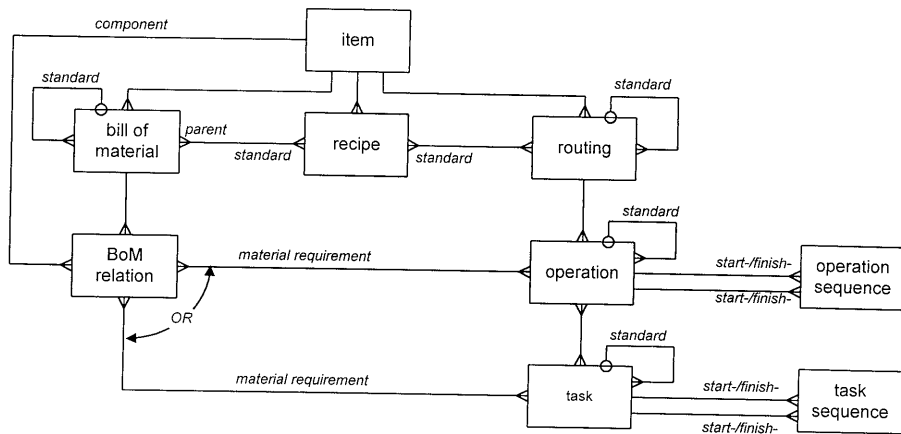 component
item
standard
standard
bill of
material
parent
standard
recipe
standard
routing
standard
BoM
relation
material requirement
operation
start-/finish-
start-/finish-
operation
sequence
OR
standard
material requirement
task
start-/finish-
start-/finish-
task
sequence